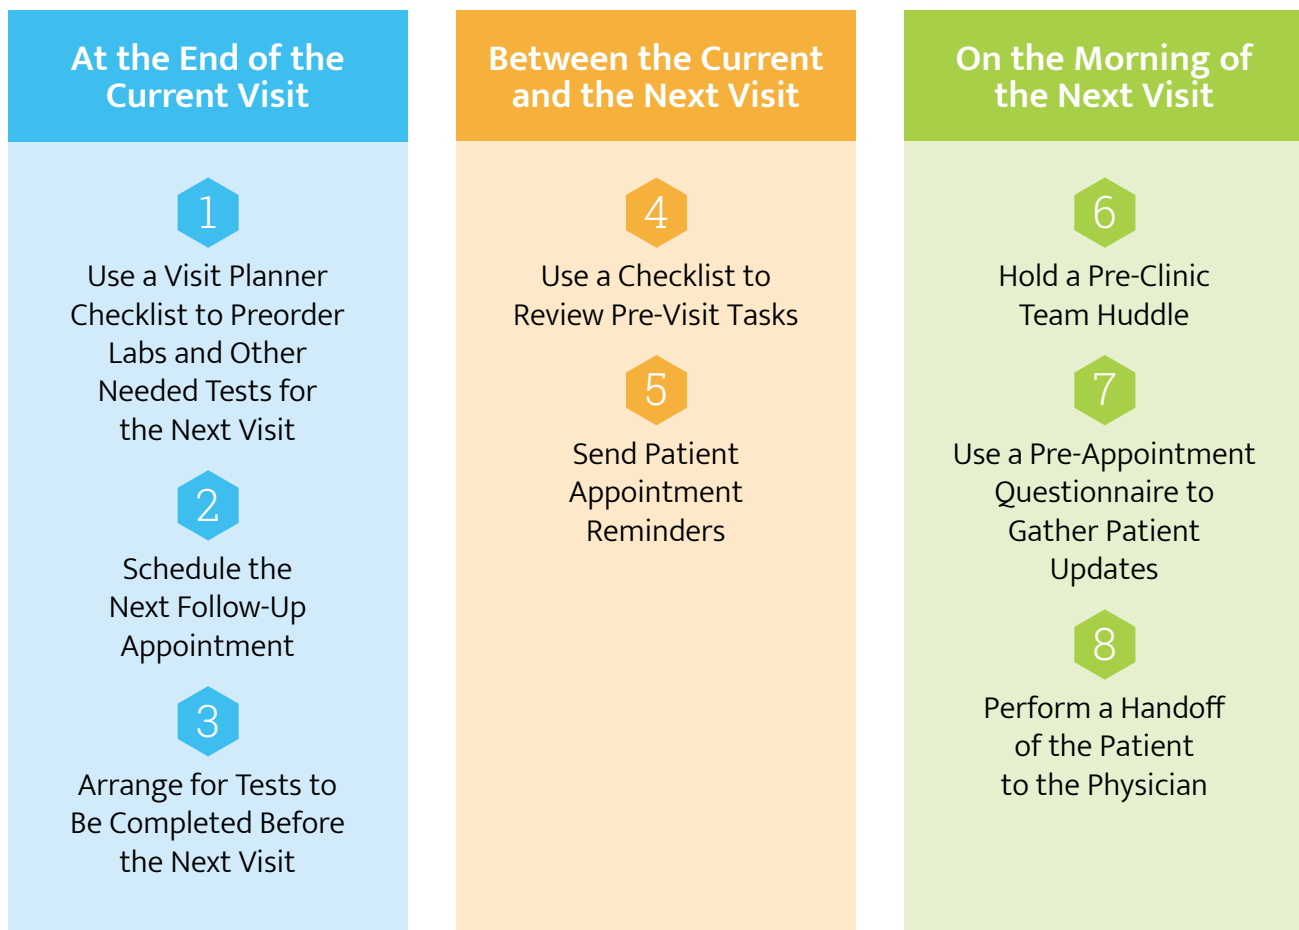 At the End of the
Current Visit
1
Use a Visit Planner
Checklist to Preorder
Labs and Other
Needed Tests for
the Next Visit
2
Schedule the
Next Follow-Up
Appointment
3
Arrange for Tests to
Be Completed Before
the Next Visit
Between the Current
and the Next Visit
4
Use a Checklist to
Review Pre-Visit Tasks
5
Send Patient
Appointment
Reminders
On the Morning of
the Next Visit
6
Hold a Pre-Clinic
Team Huddle
7
Use a Pre-Appointment
Questionnaire to
Gather Patient
Updates
8
Perform a Handoff
of the Patient
to the Physician